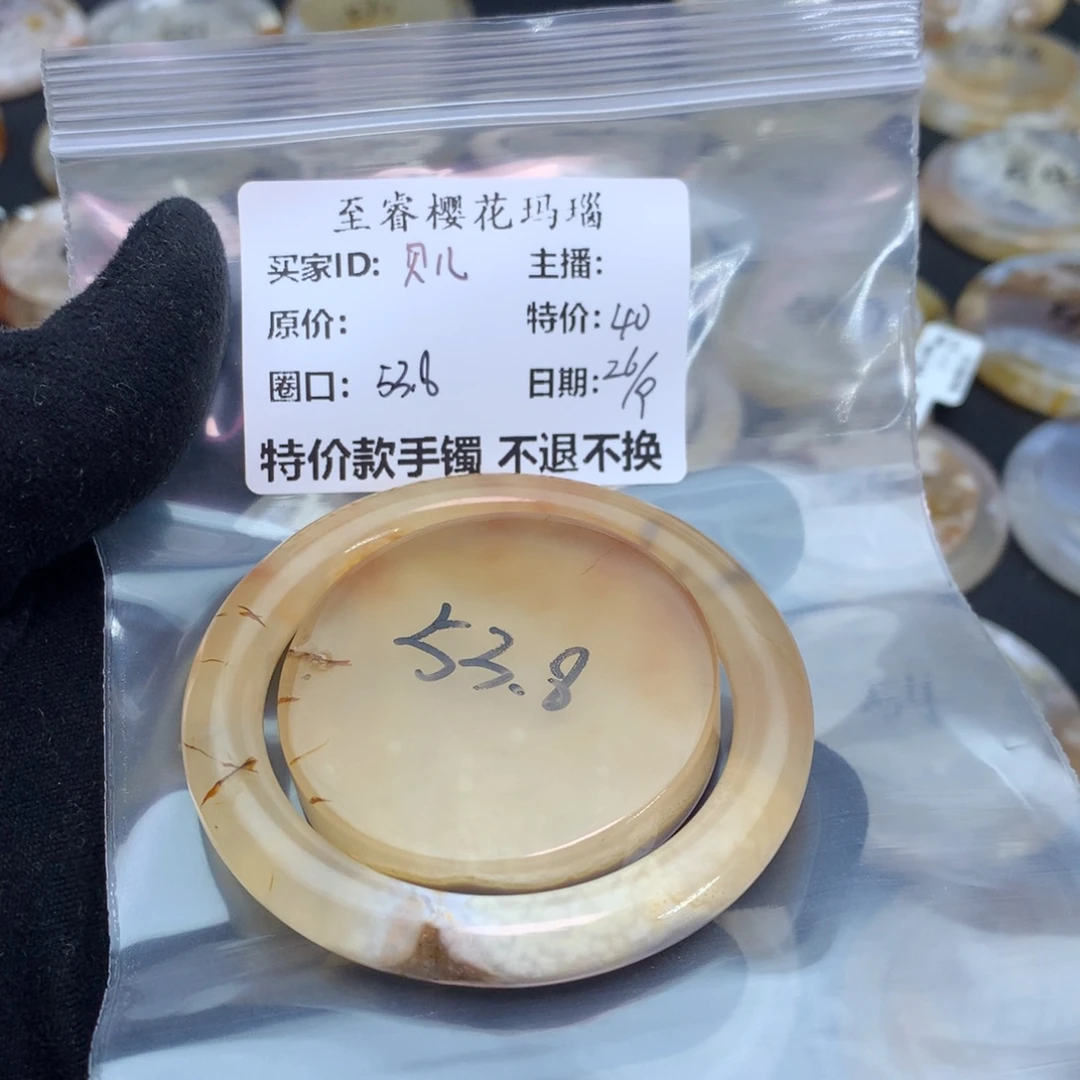 至睿樱花玛瑙
买家ID: 贝儿 主播:
原价: 特价: 40
圈口: 53.8 日期: 26/9
特价款手镯 不退不换
53.8